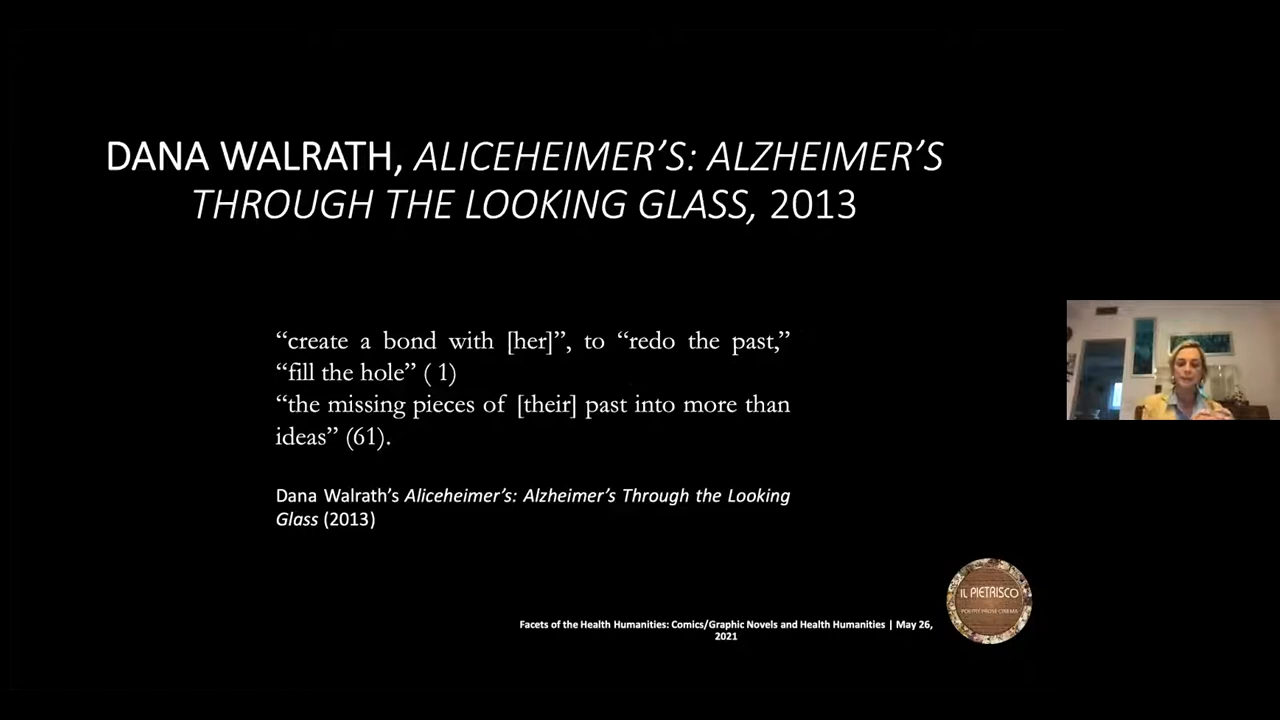 DANA WALRATH, ALICEHEIMER’S: ALZHEIMER’S
THROUGH THE LOOKING GLASS, 2013
“create a bond with [her]”, to “redo the past,”
“fill the hole” ( 1)
“the missing pieces of [their] past into more than
ideas” (61).
Dana Walrath’s Aliceheimer’s: Alzheimer’s Through the Looking
Glass (2013)
IL PIETRISCO
POETRY PROSE CINEMA
Facets of the Health Humanities: Comics/Graphic Novels and Health Humanities | May 26,
2021